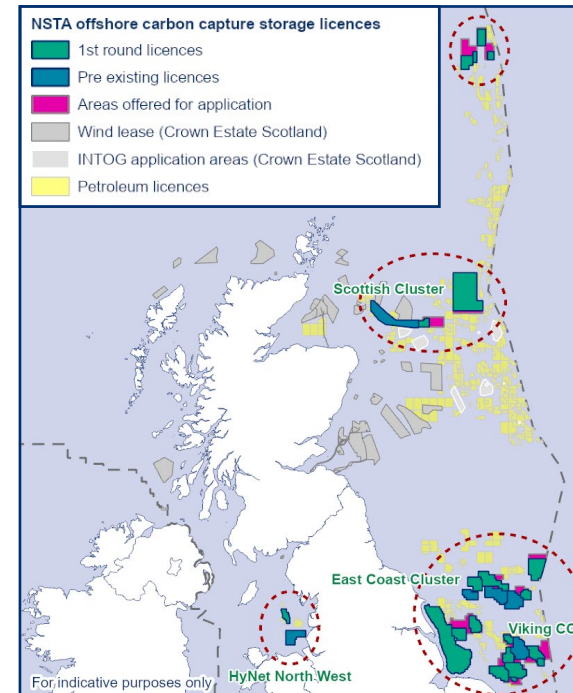 NSTA offshore carbon capture storage licences
1st round licences
Pre existing licences
Areas offered for application
Wind lease (Crown Estate Scotland)
INTOG application areas (Crown Estate Scotland)
Petroleum licences
Scottish Cluster
East Coast Cluster
Viking CC
HyNet North West
For indicative purposes only